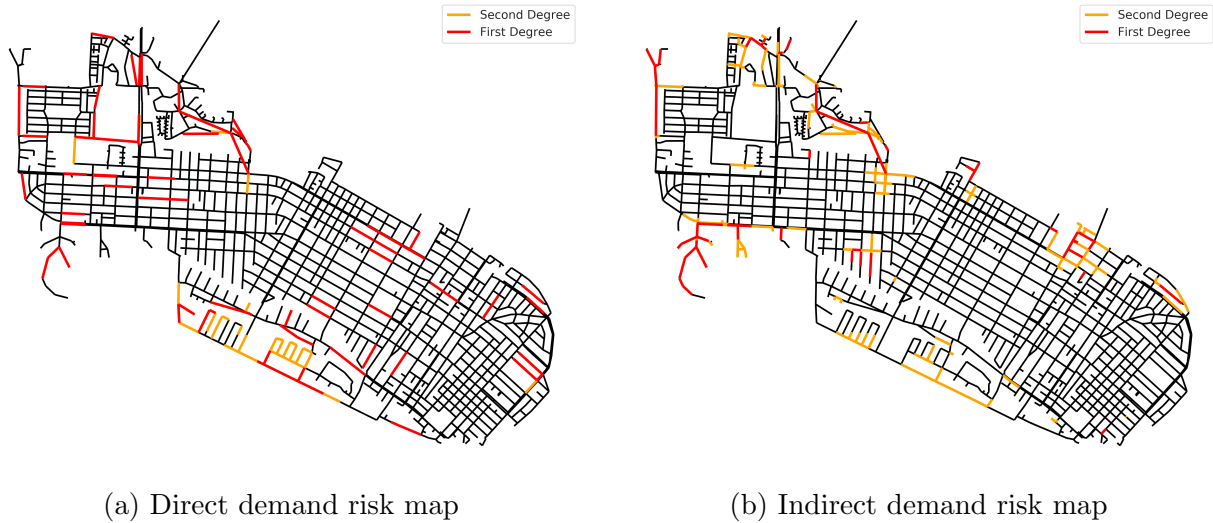 Second Degree
First Degree
Second Degree
First Degree
(a) Direct demand risk map
(b) Indirect demand risk map